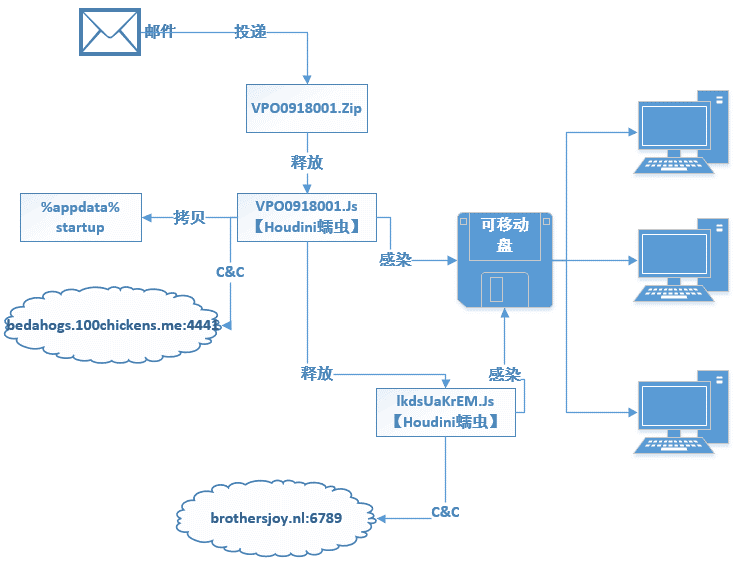 邮件
投递
VPO0918001.Zip
释放
%appdata%
startup
拷贝
VPO0918001.Js
【Houdini蠕虫】
感染
可移动
盘
C&C
bedahogs.100chickens.me:4441
释放
感染
lkdsUaKrEM.Js
【Houdini蠕虫】
C&C
brothersjoy.nl:6789